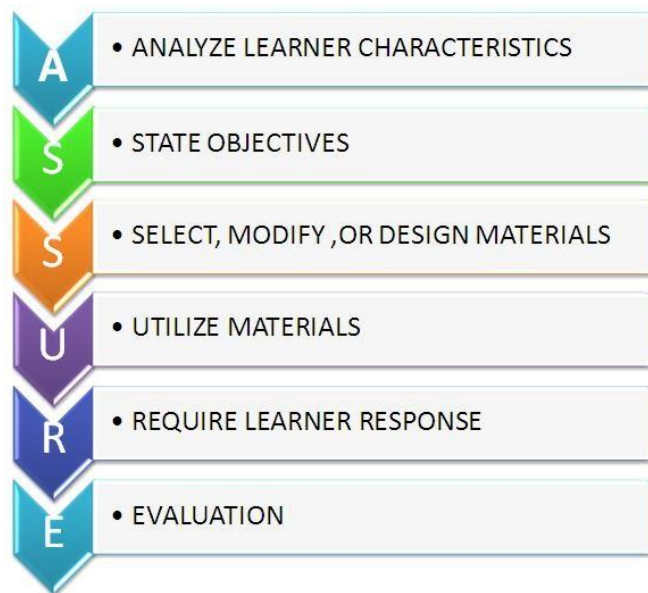 A
• ANALYZE LEARNER CHARACTERISTICS
S
• STATE OBJECTIVES
S
• SELECT, MODIFY ,OR DESIGN MATERIALS
U
• UTILIZE MATERIALS
R
• REQUIRE LEARNER RESPONSE
E
• EVALUATION